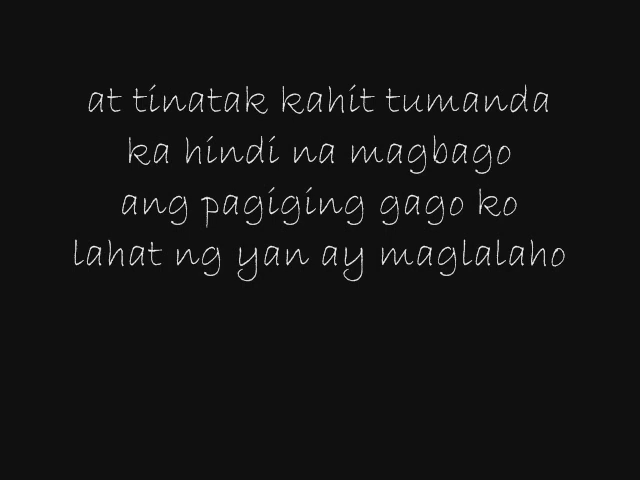 at tinatak kahit tumanda
ka hindi na magbago
ang pagiging gago ko
lahat ng yan ay maglalaho